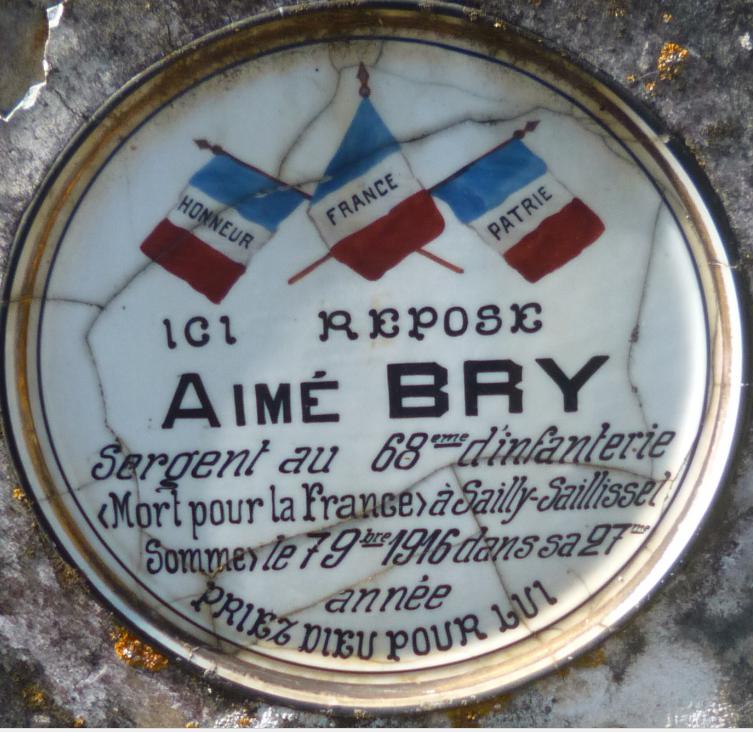 HONNEUR
FRANCE
PATRIE
ICI REPOSE
AIMÉ BRY
Sergent au 68eme d'infanterie
<Mort pour la France> à Sailly-Saillissel
Somme> le 7 9bre 1916 dans sa 27me
année
PRIEZ DIEU POUR LUI